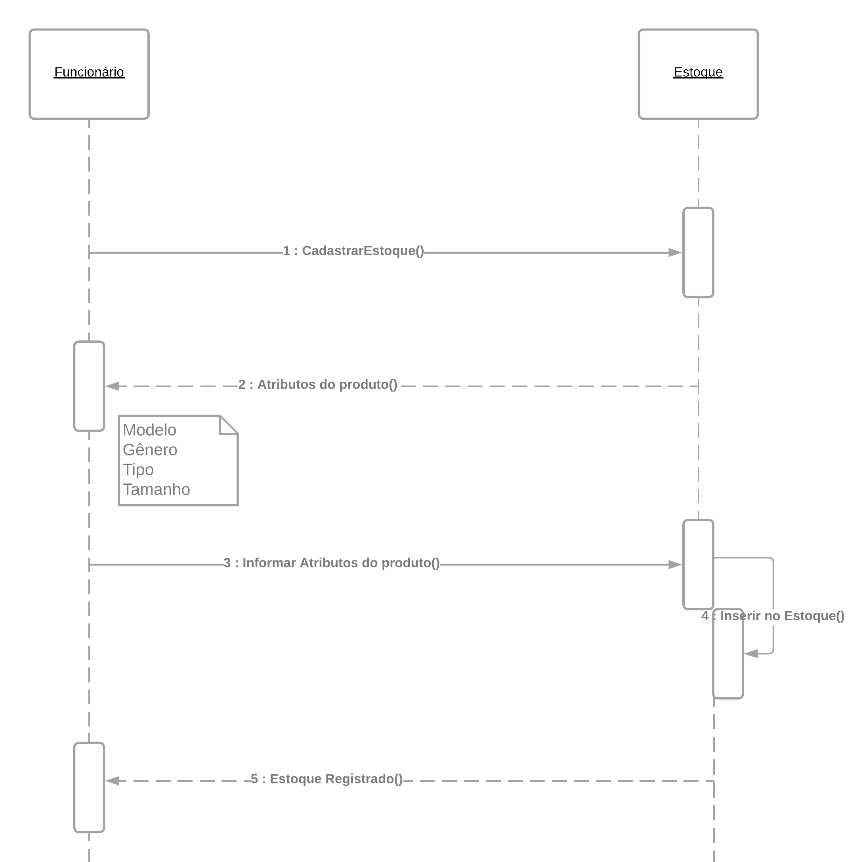 Funcionário
Estoque
1 : CadastrarEstoque()
2 : Atributos do produto()
Modelo
Gênero
Tipo
Tamanho
3 : Informar Atributos do produto()
4 : Inserir no Estoque()
5 : Estoque Registrado()